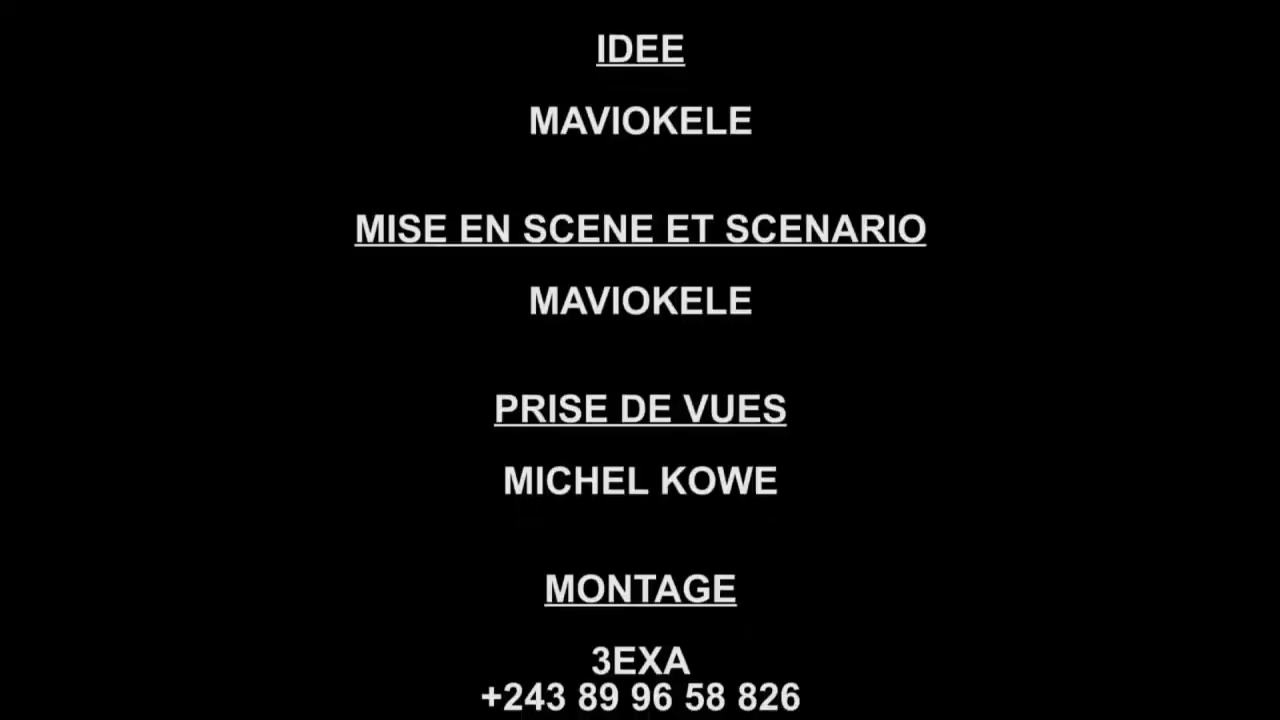 IDEE
MAVIOKELE
MISE EN SCENE ET SCENARIO
MAVIOKELE
PRISE DE VUES
MICHEL KOWE
MONTAGE
3EXA
+243 89 96 58 826